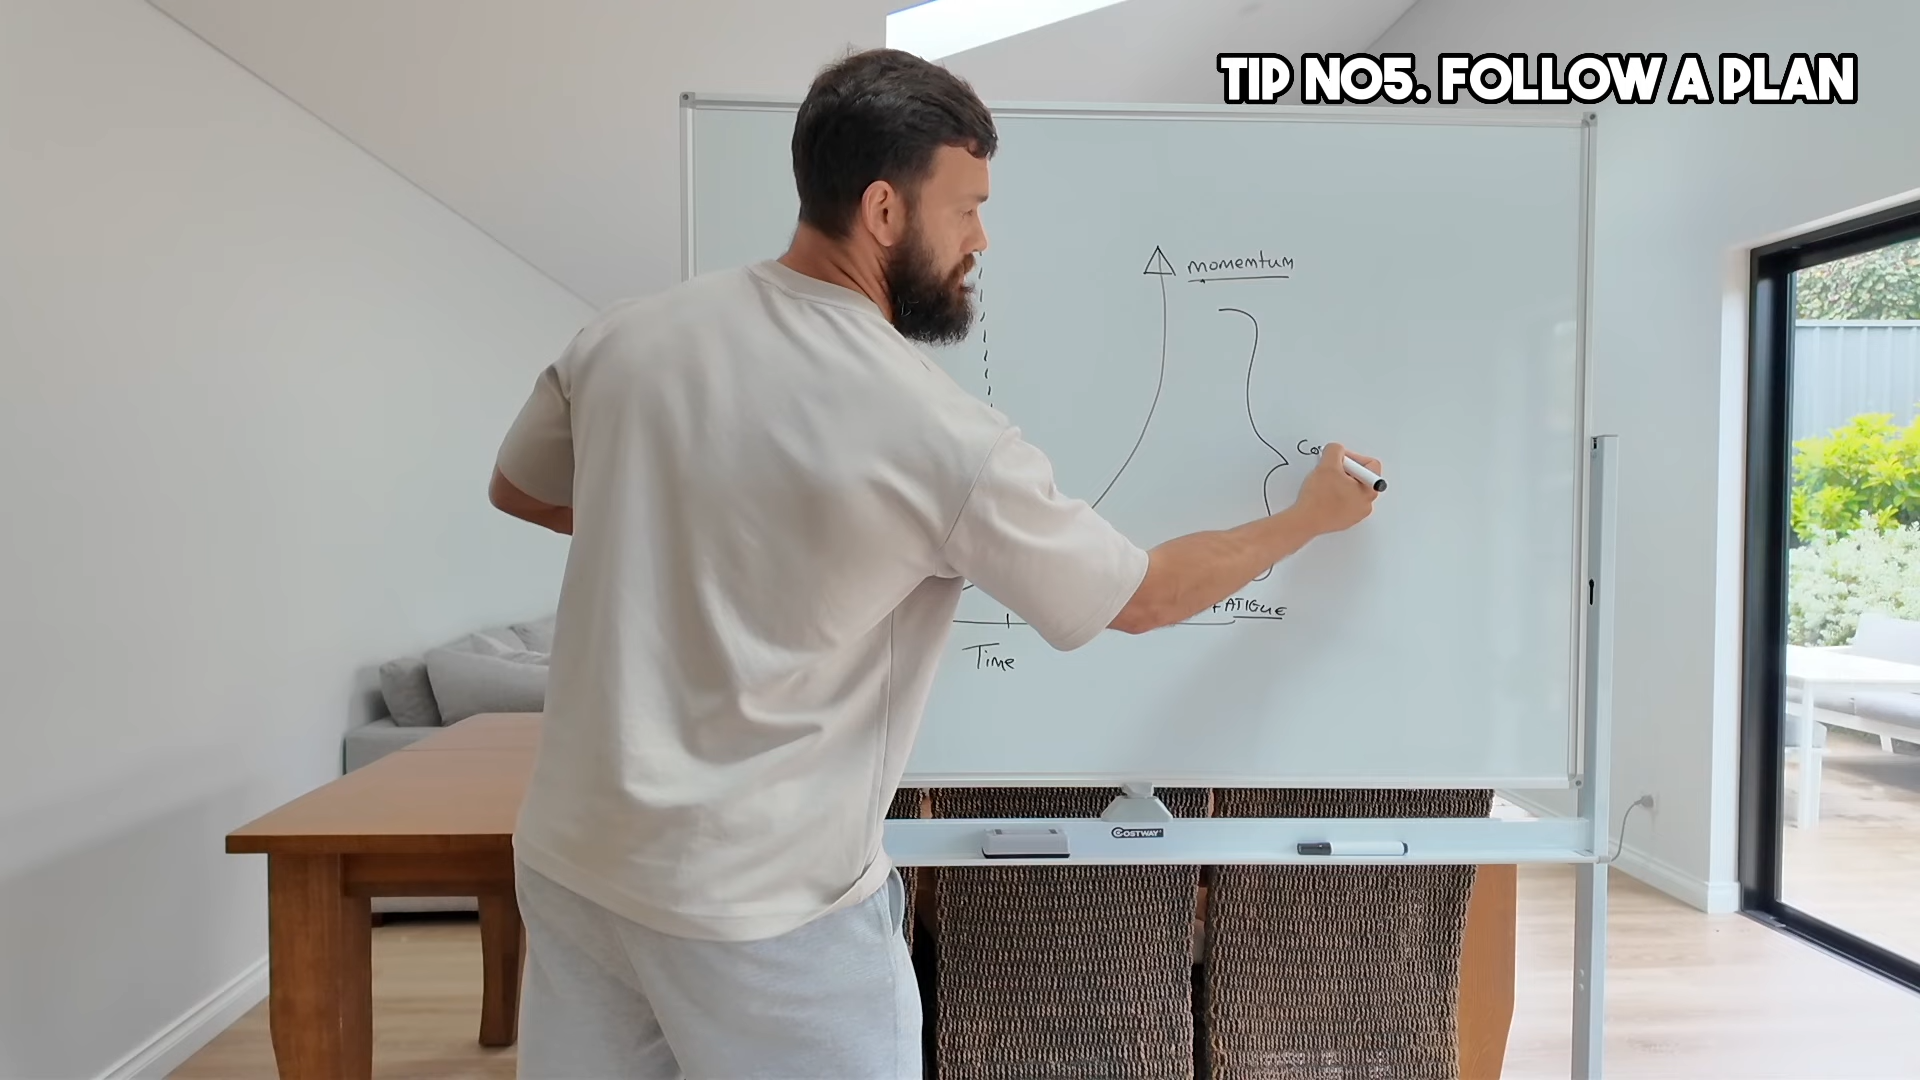 TIP NO5. FOLLOW A PLAN
momentum
FATIGUE
Time
COSTWAY